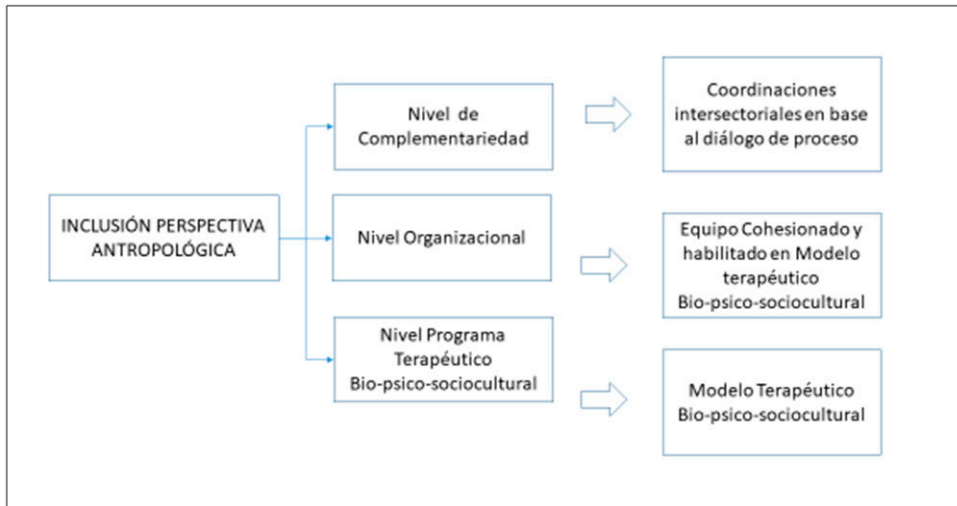 INCLUSIÓN PERSPECTIVA
ANTROPOLÓGICA
Nivel de
Complementariedad
Coordinaciones
intersectoriales en base
al diálogo de proceso
Nivel Organizacional
Equipo Cohesionado y
habilitado en Modelo
terapéutico
Bio-psico-sociocultural
Nivel Programa
Terapéutico
Bio-psico-sociocultural
Modelo Terapéutico
Bio-psico-sociocultural